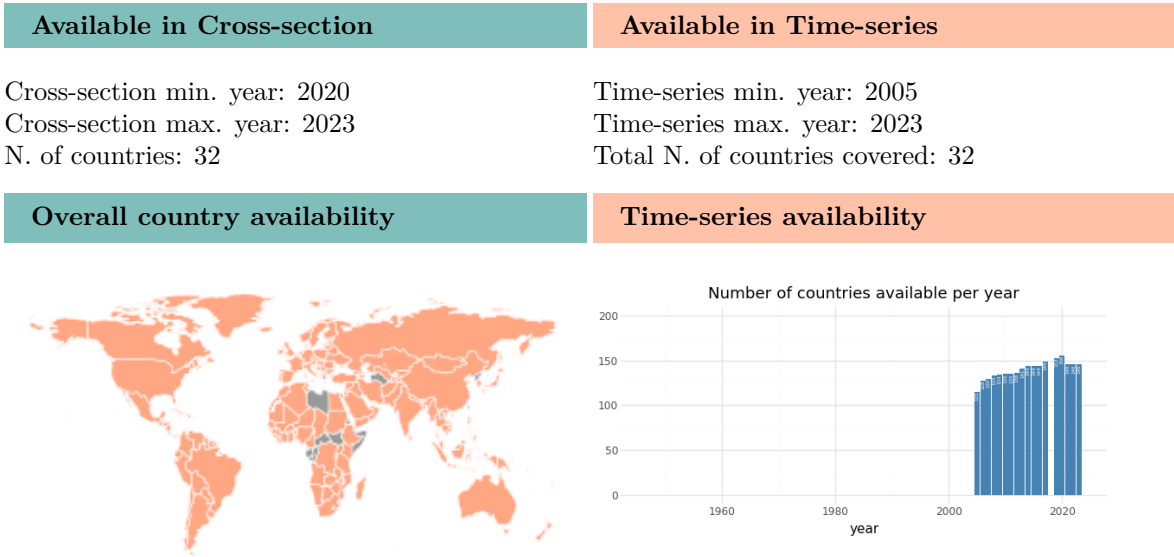 Available in Cross-section
Available in Time-series
Cross-section min. year: 2020
Cross-section max. year: 2023
N. of countries: 32
Time-series min. year: 2005
Time-series max. year: 2023
Total N. of countries covered: 32
Overall country availability
Time-series availability
Number of countries available per year
200
150
100
50
0
1960
1980
2000
2020
year